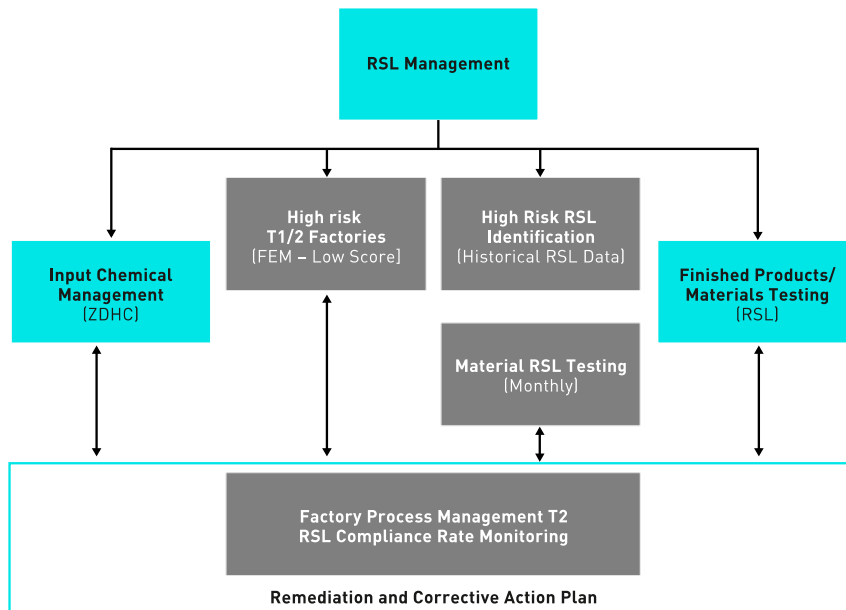 RSL Management
High risk
T1/2 Factories
(FEM – Low Score]
High Risk RSL
Identification
(Historical RSL Data)
Input Chemical
Management
(ZDHC)
Finished Products/
Materials Testing
(RSL)
Material RSL Testing
(Monthly)
Factory Process Management T2
RSL Compliance Rate Monitoring
Remediation and Corrective Action Plan